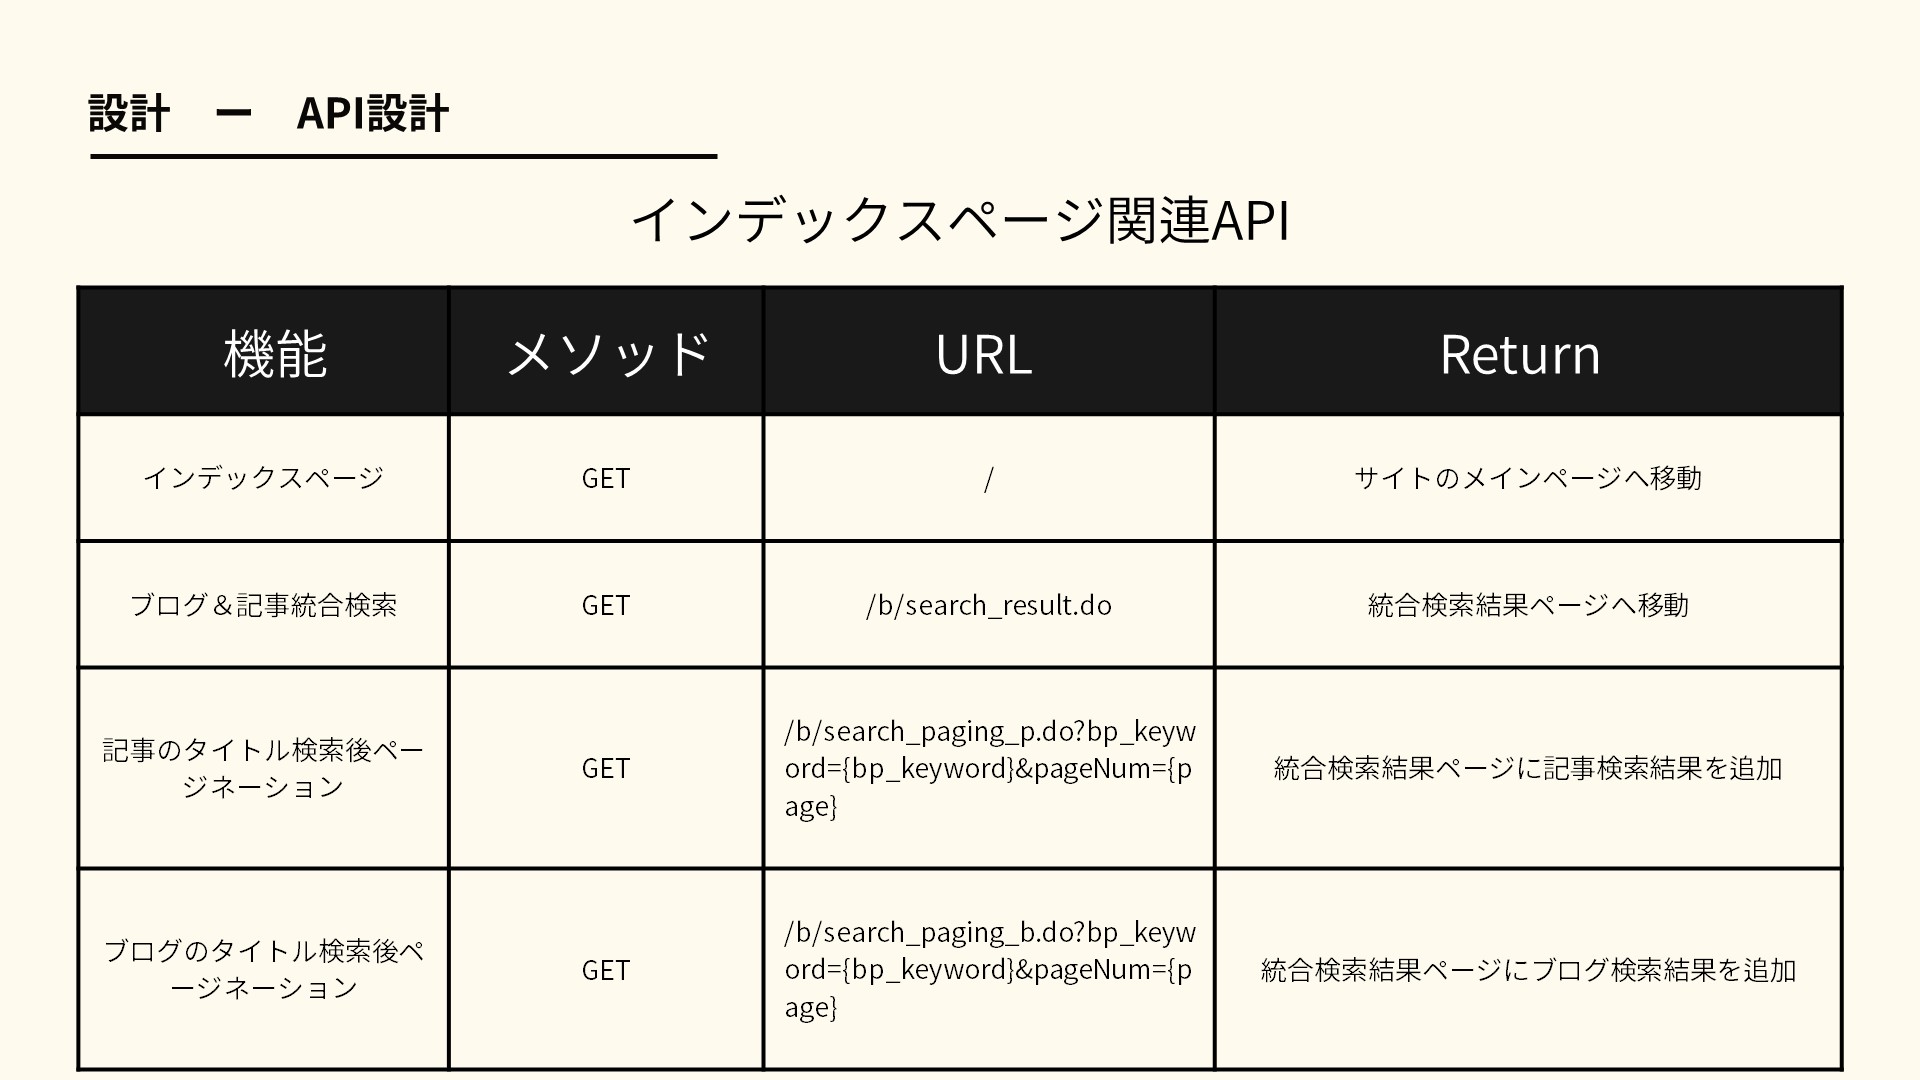 設計　ー　API設計
インデックスページ関連API
機能
メソッド
URL
Return
インデックスページ
GET
/
サイトのメインページへ移動
ブログ＆記事統合検索
GET
/b/search_result.do
統合検索結果ページへ移動
記事のタイトル検索後ペー
ジネーション
GET
/b/search_paging_p.do?bp_keyw
ord={bp_keyword}&pageNum={p
age}
統合検索結果ページに記事検索結果を追加
ブログのタイトル検索後ペ
ージネーション
GET
/b/search_paging_b.do?bp_keyw
ord={bp_keyword}&pageNum={p
age}
統合検索結果ページにブログ検索結果を追加